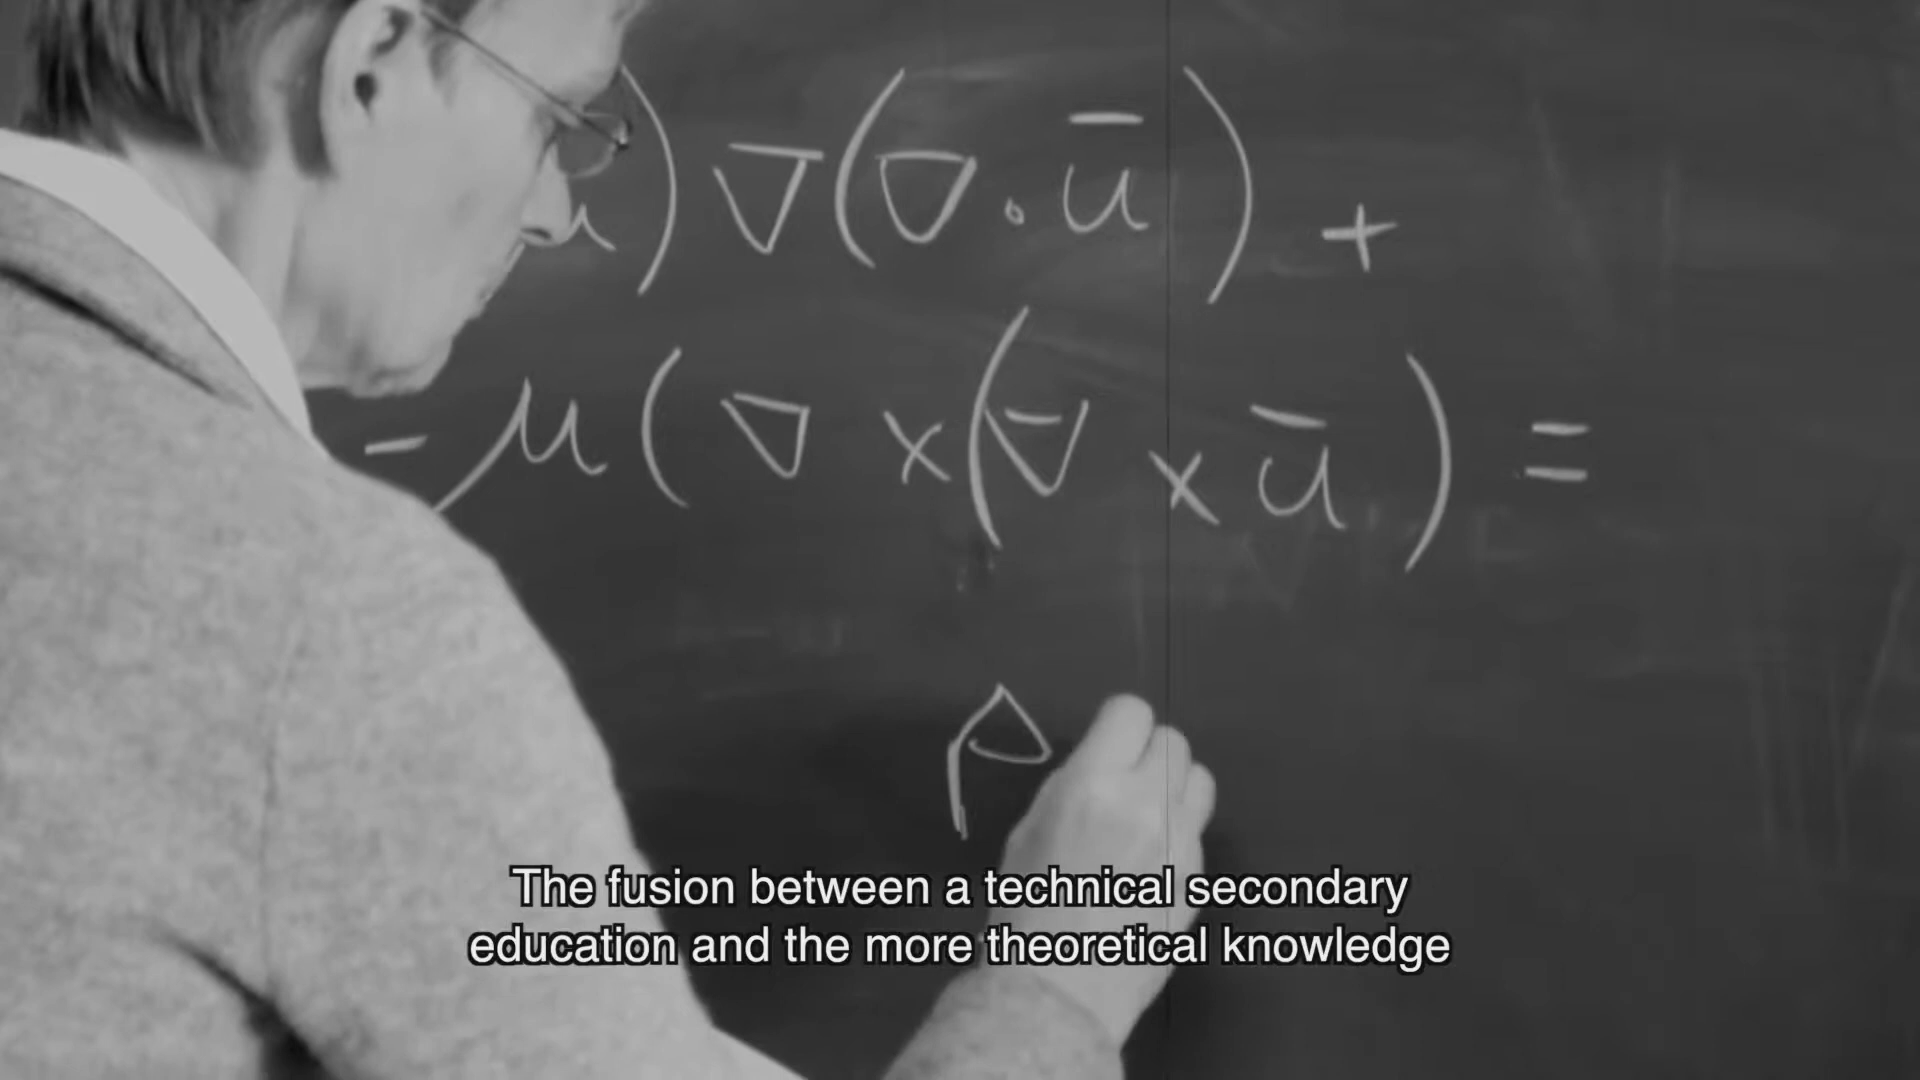 μ) ∇(∇ · ū) +
- μ(∇ x(∇ x ū) =
ρ
The fusion between a technical secondary
education and the more theoretical knowledge